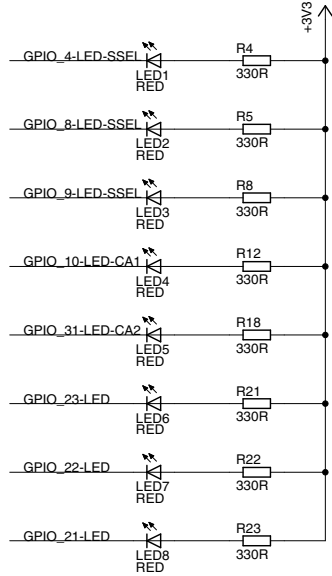 +3V3
GPIO_4-LED-SSEL
LED1
RED
R4
330R
GPIO_8-LED-SSEL
LED2
RED
R5
330R
GPIO_9-LED-SSEL
LED3
RED
R8
330R
GPIO_10-LED-CA1
LED4
RED
R12
330R
GPIO_31-LED-CA2
LED5
RED
R18
330R
GPIO_23-LED
LED6
RED
R21
330R
GPIO_22-LED
LED7
RED
R22
330R
GPIO_21-LED
LED8
RED
R23
330R